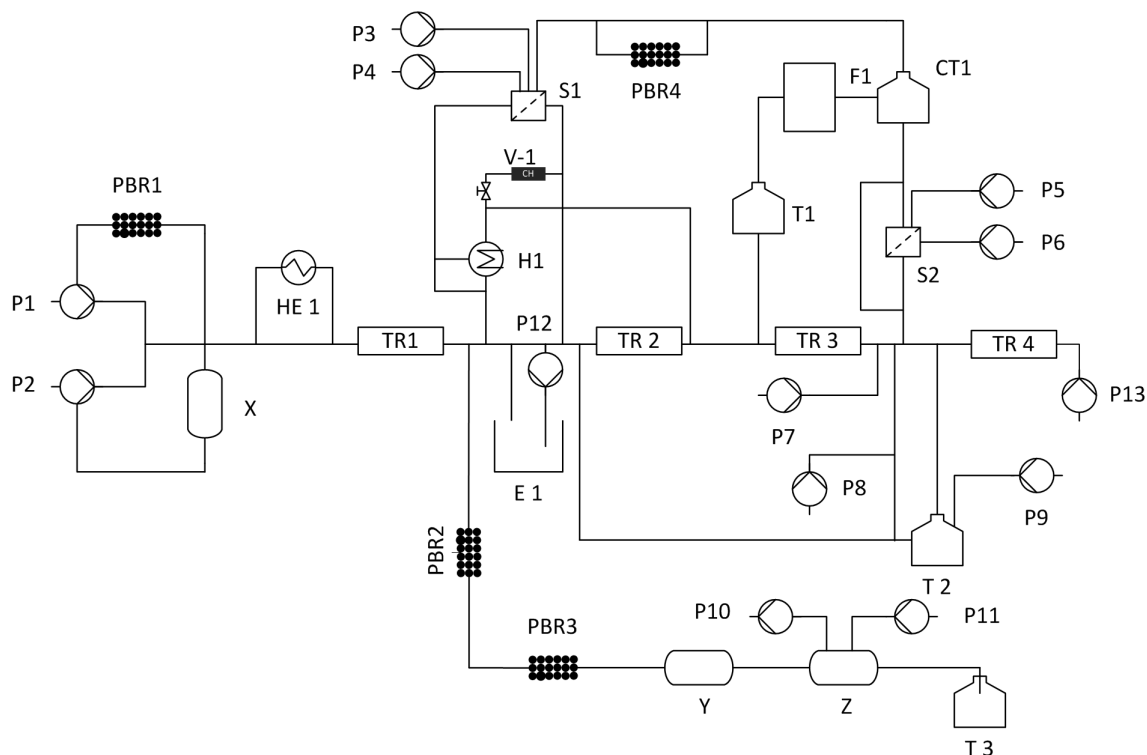 P3
P4
S1
PBR4
F1
CT1
V-1
CH
PBR1
T1
P5
P6
S2
H1
HE 1
P1
P12
TR1
TR 2
TR 3
TR 4
P2
X
P7
P13
E 1
P8
P9
PBR2
T 2
P10
P11
PBR3
Y
Z
T 3